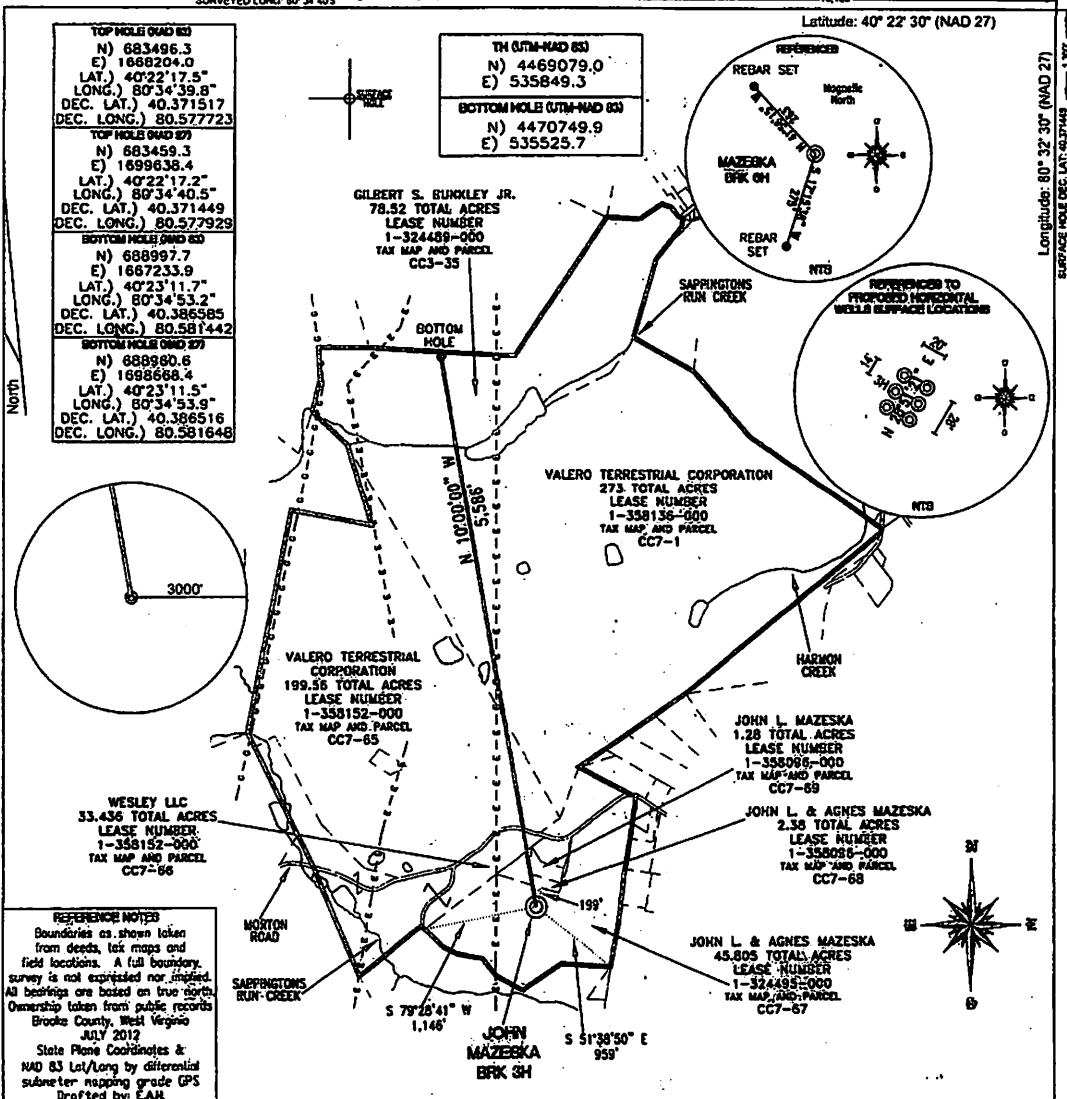 Latitude: 40° 22' 30" (NAD 27)
Longitude: 80° 32' 30" (NAD 27)
SURFACE HOLE DEC. LAT: 40.371449
TOP HOLE (NAD 83)
N) 683496.3
E) 1668204.0
LAT.) 40°22'17.5"
LONG.) 80°34'39.8"
DEC. LAT.) 40.371517
DEC. LONG.) 80.577723
TOP HOLE (NAD 27)
N) 683459.3
E) 1699638.4
LAT.) 40°22'17.2"
LONG.) 80°34'40.5"
DEC. LAT.) 40.371449
DEC. LONG.) 80.577929
BOTTOM HOLE (NAD 83)
N) 688997.7
E) 1667233.9
LAT.) 40°23'11.7"
LONG.) 80°34'53.2"
DEC. LAT.) 40.386585
DEC. LONG.) 80.581442
BOTTOM HOLE (NAD 27)
N) 688960.6
E) 1698668.4
LAT.) 40°23'11.5"
LONG.) 80°34'53.9"
DEC. LAT.) 40.386516
DEC. LONG.) 80.581648
North
SURFACE
HOLE
TH (UTM-NAD 83)
N) 4469079.0
E) 535849.3
BOTTOM HOLE (UTM-NAD 83)
N) 4470749.9
E) 535525.7
REFERENCES
REBAR SET
Magnetic
North
MAZESKA
BRK 6H
REBAR
SET
NTS
GILBERT S. BUXXLEY JR.
78.52 TOTAL ACRES
LEASE NUMBER
1-324489-000
TAX MAP AND PARCEL
CC3-35
SAPPINGTONS
RUN CREEK
REFERENCES TO
PROPOSED HORIZONTAL
WELLS SURFACE LOCATIONS
20'
3H
NTS
BOTTOM
HOLE
N 10°00'00" W
5,586'
VALERO TERRESTRIAL CORPORATION
273 TOTAL ACRES
LEASE NUMBER
1-358136-000
TAX MAP AND PARCEL
CC7-1
3000'
HARMON
CREEK
VALERO TERRESTRIAL
CORPORATION
199.56 TOTAL ACRES
LEASE NUMBER
1-358152-000
TAX MAP AND PARCEL
CC7-65
JOHN L. MAZESKA
1.28 TOTAL ACRES
LEASE NUMBER
1-358096-000
TAX MAP AND PARCEL
CC7-69
WESLEY LLC
33.436 TOTAL ACRES
LEASE NUMBER
1-358152-000
TAX MAP AND PARCEL
CC7-66
JOHN L. & AGNES MAZESKA
2.38 TOTAL ACRES
LEASE NUMBER
1-358096-000
TAX MAP AND PARCEL
CC7-68
199'
MORTON
ROAD
SAPPINGTONS
RUN CREEK
JOHN L. & AGNES MAZESKA
45.805 TOTAL ACRES
LEASE NUMBER
1-324495-000
TAX MAP AND PARCEL
CC7-67
S 79°28'41" W
1,146'
S 51°38'50" E
959'
JOHN
MAZESKA
BRK 3H
REFERENCE NOTES
Boundaries as shown taken
from deeds, tax maps and
field locations. A full boundary
survey is not expressed nor implied.
All bearings are based on true north.
Ownership taken from public records
Brooke County, West Virginia
JULY 2012
State Plane Coordinates &
NAD 83 Lat/Long by differential
submeter mapping grade GPS
Drafted by: E.A.H.